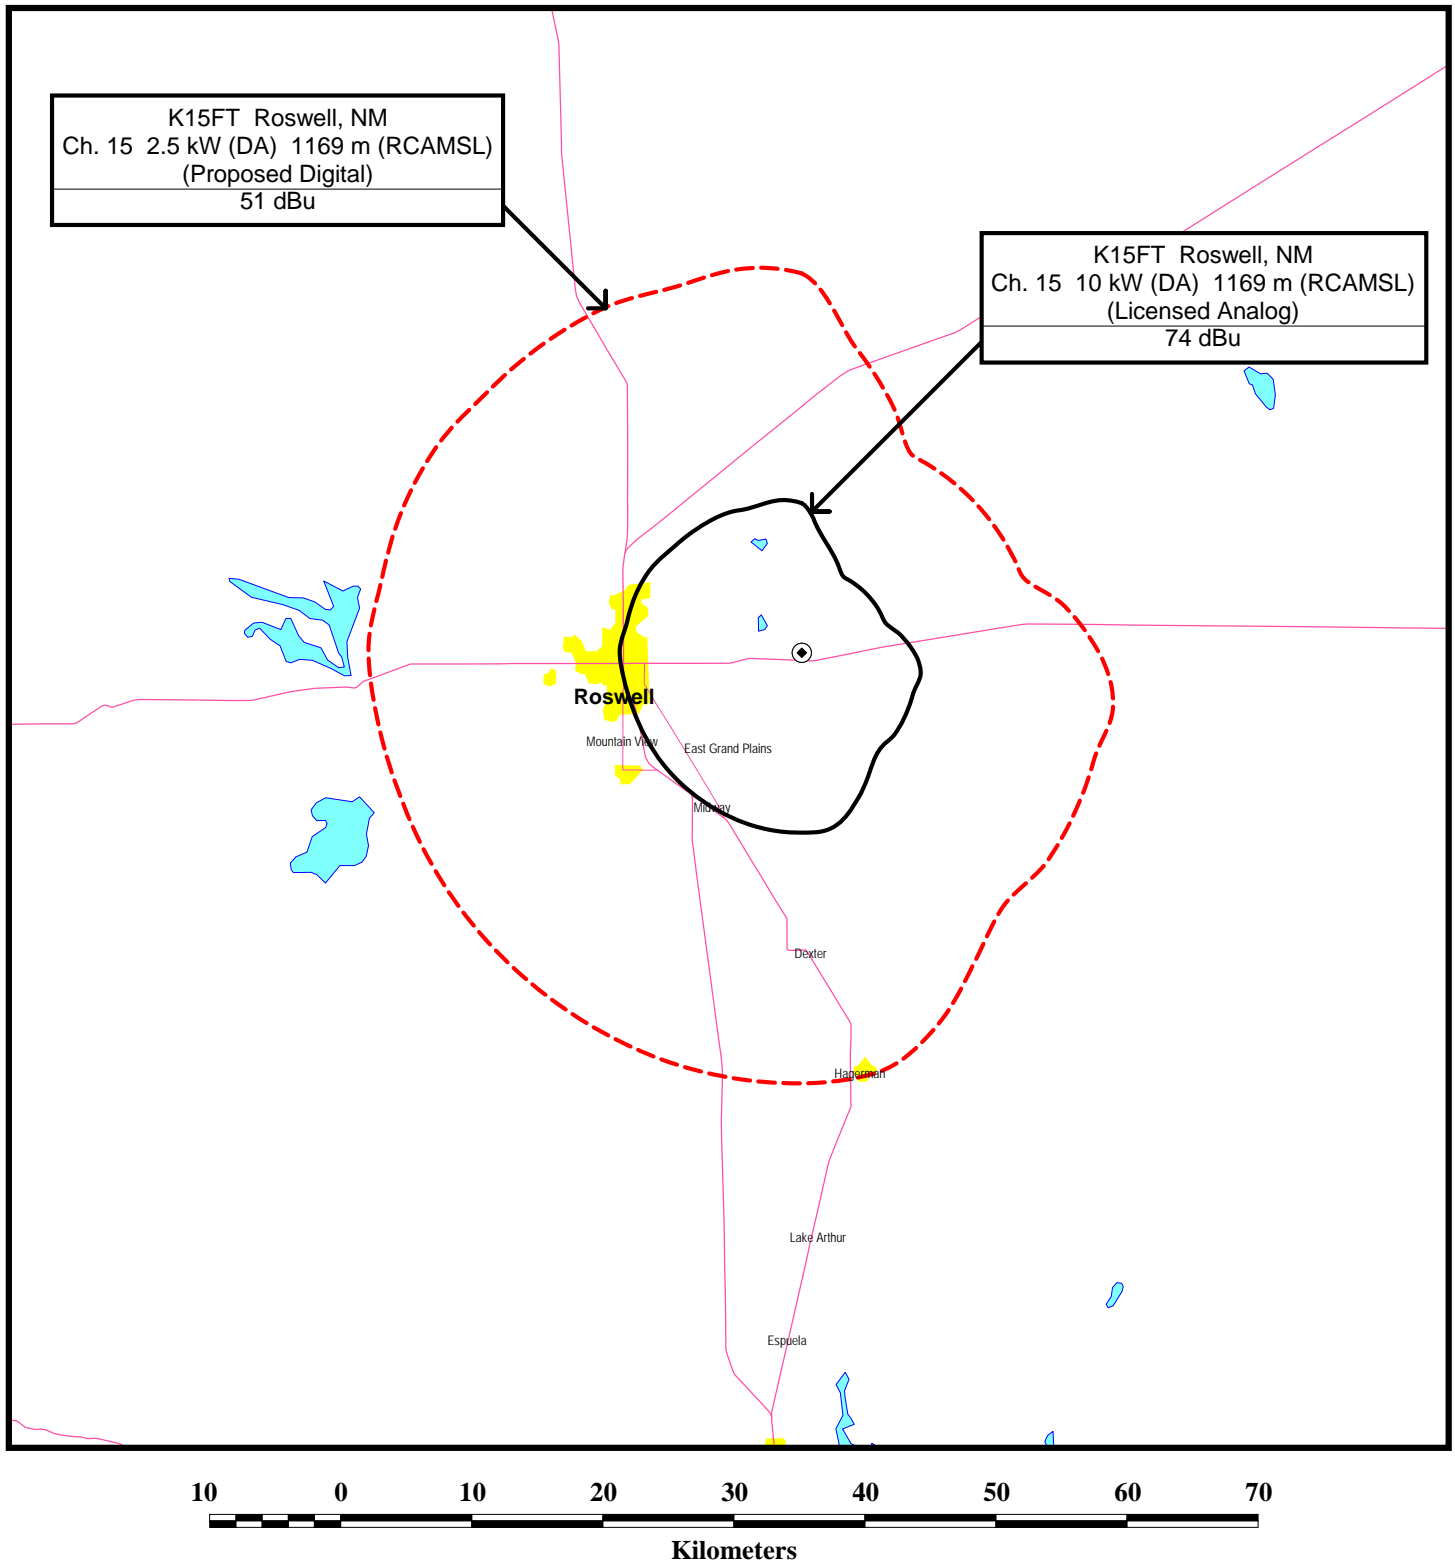 K15FT Roswell, NM
Ch. 15 2.5 kW (DA) 1169 m (RCAMSL)
(Proposed Digital)
51 dBu
K15FT Roswell, NM
Ch. 15 10 kW (DA) 1169 m (RCAMSL)
(Licensed Analog)
74 dBu
Roswell
Mountain View
East Grand Plains
Midway
Dexter
Hagerman
Lake Arthur
Espuela
10 0 10 20 30 40 50 60 70
Kilometers